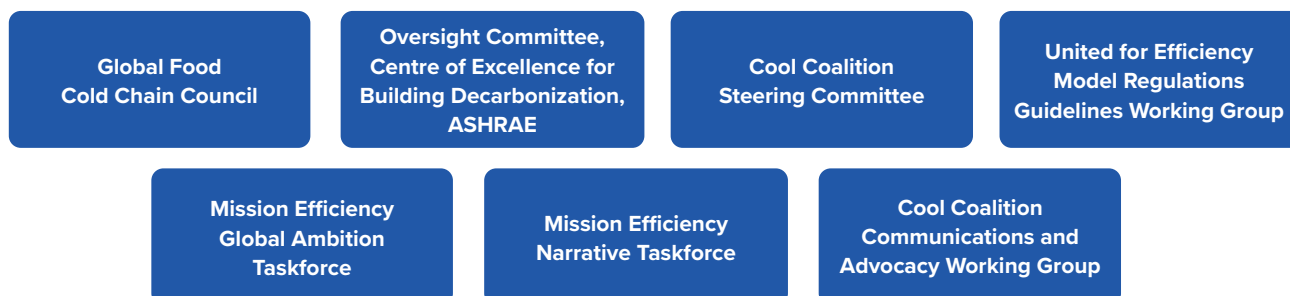 Global Food
Cold Chain Council
Oversight Committee,
Centre of Excellence for
Building Decarbonization,
ASHRAE
Cool Coalition
Steering Committee
United for Efficiency
Model Regulations
Guidelines Working Group
Mission Efficiency
Global Ambition
Taskforce
Mission Efficiency
Narrative Taskforce
Cool Coalition
Communications and
Advocacy Working Group